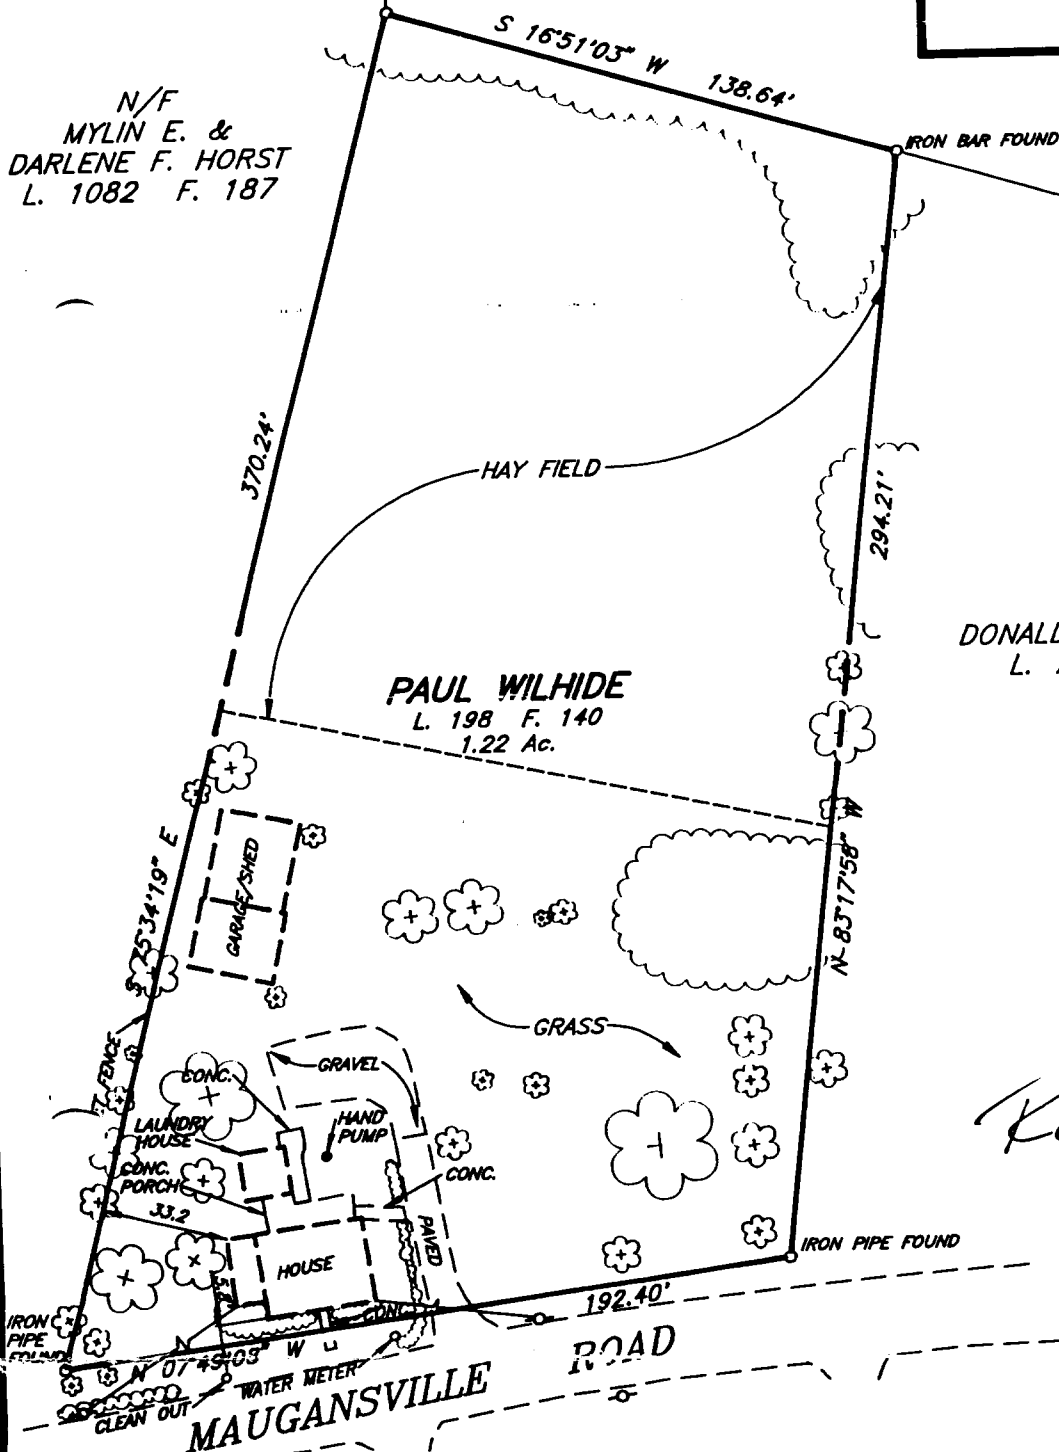 S 16°51'03" W 138.64'
N/F
MYLIN E. &
DARLENE F. HORST
L. 1082 F. 187
IRON BAR FOUND
370.24'
HAY FIELD
294.21'
L.
PAUL WILHIDE
L. 198 F. 140
1.22 Ac.
S 75°34'19" E
GARAGE/SHED
N 83°17'58" W
GRASS
FENCE
GRAVEL
CONC.
LAUNDRY
HOUSE
HAND
PUMP
CONC.
PORCH
CONC.
33.2
PAVED
HOUSE
IRON PIPE FOUND
192.40'
CONC.
IRON
PIPE
FOUND
N 07°49'03" W
WATER METER
CLEAN OUT
MAUGANSVILLE ROAD